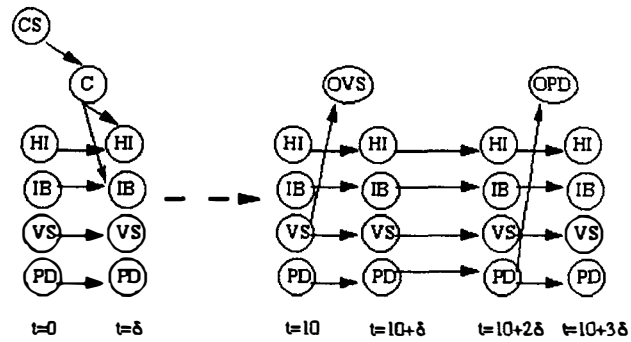 CS
C OVS OPD
HI HI HI HI HI HI
IB IB IB IB IB IB
VS VS VS VS VS VS
PD PD PD PD PD PD
t=0 t=δ t=10 t=10+δ t=10+2δ t=10+3δ